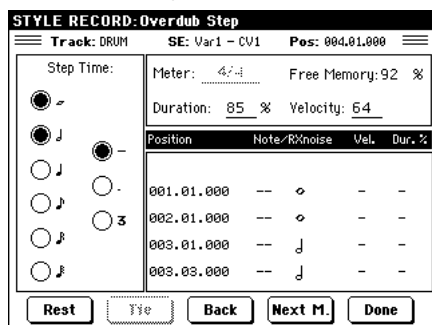 STYLE RECORD:Overdub Step
Track: DRUM SE: Var1 - CV1 Pos: 004.01.000
Step Time:
Meter: 4/4 Free Memory:92 %
Duration: 85 % Velocity: 64
Position Note/RXnoise Vel. Dur.%
-
.
3
001.01.000 -- - -
002.01.000 -- - -
003.01.000 -- - -
003.03.000 -- - -
Rest Tie Back Next M. Done